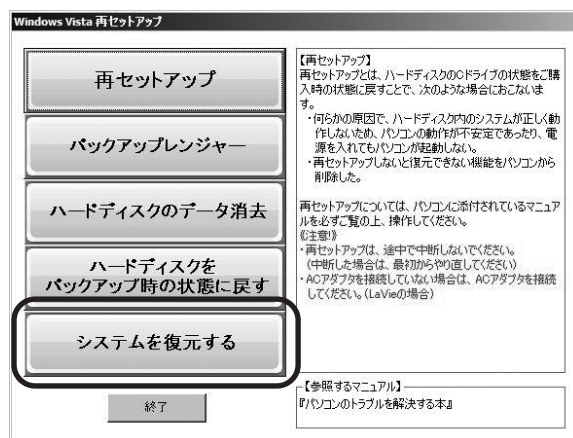 Windows Vista 再セットアップ
再セットアップ
バックアップレンジャー
ハードディスクのデータ消去
ハードディスクを
バックアップ時の状態に戻す
システムを復元する
終了
【再セットアップ】
再セットアップとは、ハードディスクのCドライブの状態をご購
入時の状態に戻すことで、次のような場合におこないま
す。
・何らかの原因で、ハードディスク内のシステムが正しく動
作しないため、パソコンの動作が不安定であったり、電
源を入れてもパソコンが起動しない。
・再セットアップしないと復元できない機能をパソコンから
削除した。
再セットアップについては、パソコンに添付されているマニュア
ルを必ずご覧の上、操作してください。
《注意!》
・再セットアップは、途中で中断しないでください。
(中断した場合は、最初からやり直してください)
・ACアダプタを接続していない場合は、ACアダプタを接続
してください。(LaVieの場合)
【参照するマニュアル】
『パソコンのトラブルを解決する本』